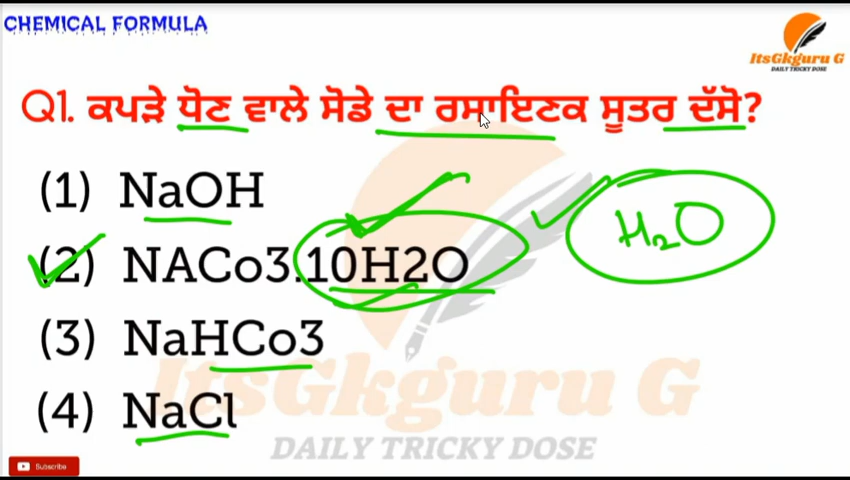 CHEMICAL FORMULA
ItsGkguru G
DAILY TRICKY DOSE
Q1. ਕਪੜੇ ਧੋਣ ਵਾਲੇ ਸੋਡੇ ਦਾ ਰਸਾਇਣਕ ਸੂਤਰ ਦੱਸੋ?
(1) NaOH
H₂O
(2) NACo3.10H2O
(3) NaHCo3
ItsGkguru G
(4) NaCl
DAILY TRICKY DOSE
Subscribe